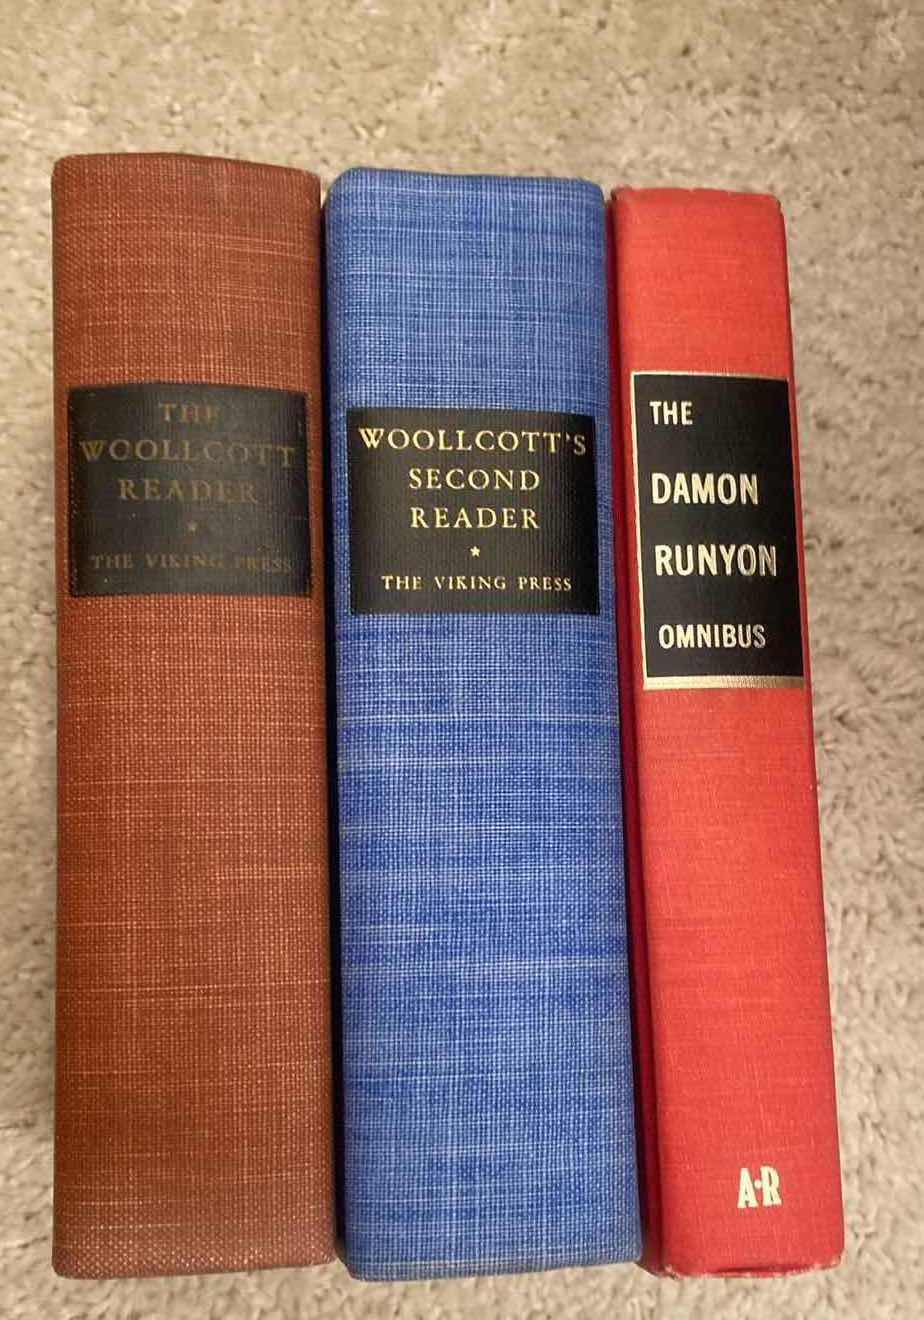 THE
WOOLLCOTT
READER
★
THE VIKING PRESS
WOOLLCOTT'S
SECOND
READER
★
THE VIKING PRESS
THE
DAMON
RUNYON
OMNIBUS
A·R